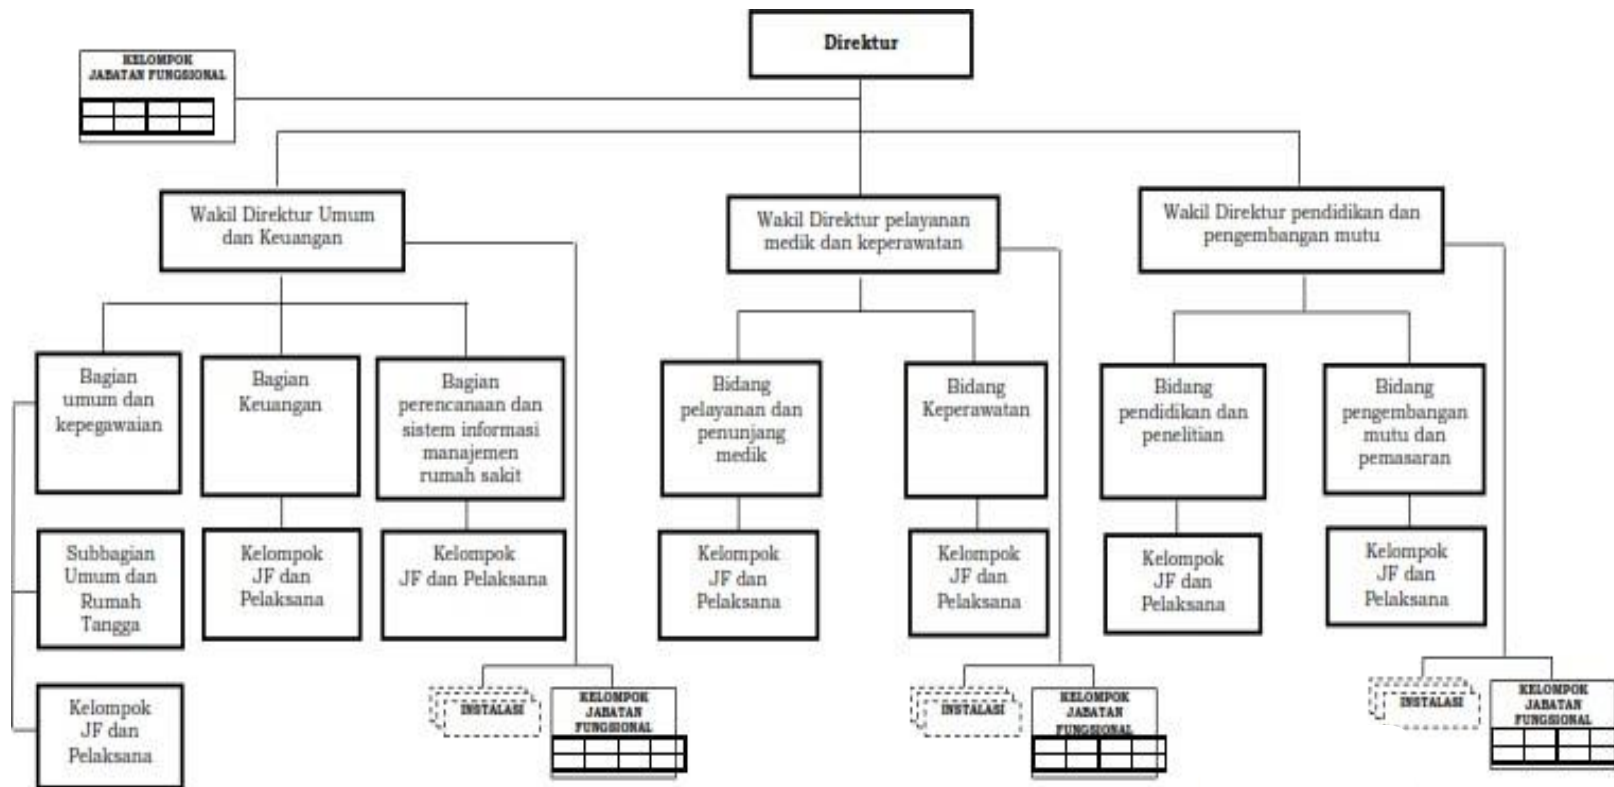 Direktur
KELOMPOK
JABATAN FUNGSIONAL
Wakil Direktur Umum
dan Keuangan
Wakil Direktur pelayanan
medik dan keperawatan
Wakil Direktur pendidikan dan
pengembangan mutu
Bagian
umum dan
kepegawaian
Bagian
Keuangan
Bagian
perencanaan dan
sistem informasi
manajemen
rumah sakit
Bidang
pelayanan dan
penunjang
medik
Bidang
Keperawatan
Bidang
pendidikan dan
penelitian
Bidang
pengembangan
mutu dan
pemasaran
Subbagian
Umum dan
Rumah
Tangga
Kelompok
JF dan
Pelaksana
Kelompok
JF dan Pelaksana
Kelompok
JF dan
Pelaksana
Kelompok
JF dan
Pelaksana
Kelompok
JF dan
Pelaksana
Kelompok
JF dan
Pelaksana
Kelompok
JF dan
Pelaksana
INSTALASI
KELOMPOK
JABATAN
FUNGSIONAL
INSTALASI
KELOMPOK
JABATAN
FUNGSIONAL
INSTALASI
KELOMPOK
JABATAN
FUNGSIONAL